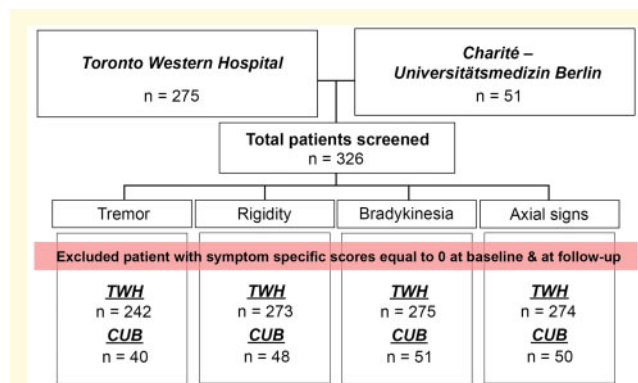 Toronto Western Hospital
n = 275
Charité –
Universitätsmedizin Berlin
n = 51
Total patients screened
n = 326
Tremor
Rigidity
Bradykinesia
Axial signs
Excluded patient with symptom specific scores equal to 0 at baseline & at follow-up
TWH
n = 242
CUB
n = 40
TWH
n = 273
CUB
n = 48
TWH
n = 275
CUB
n = 51
TWH
n = 274
CUB
n = 50